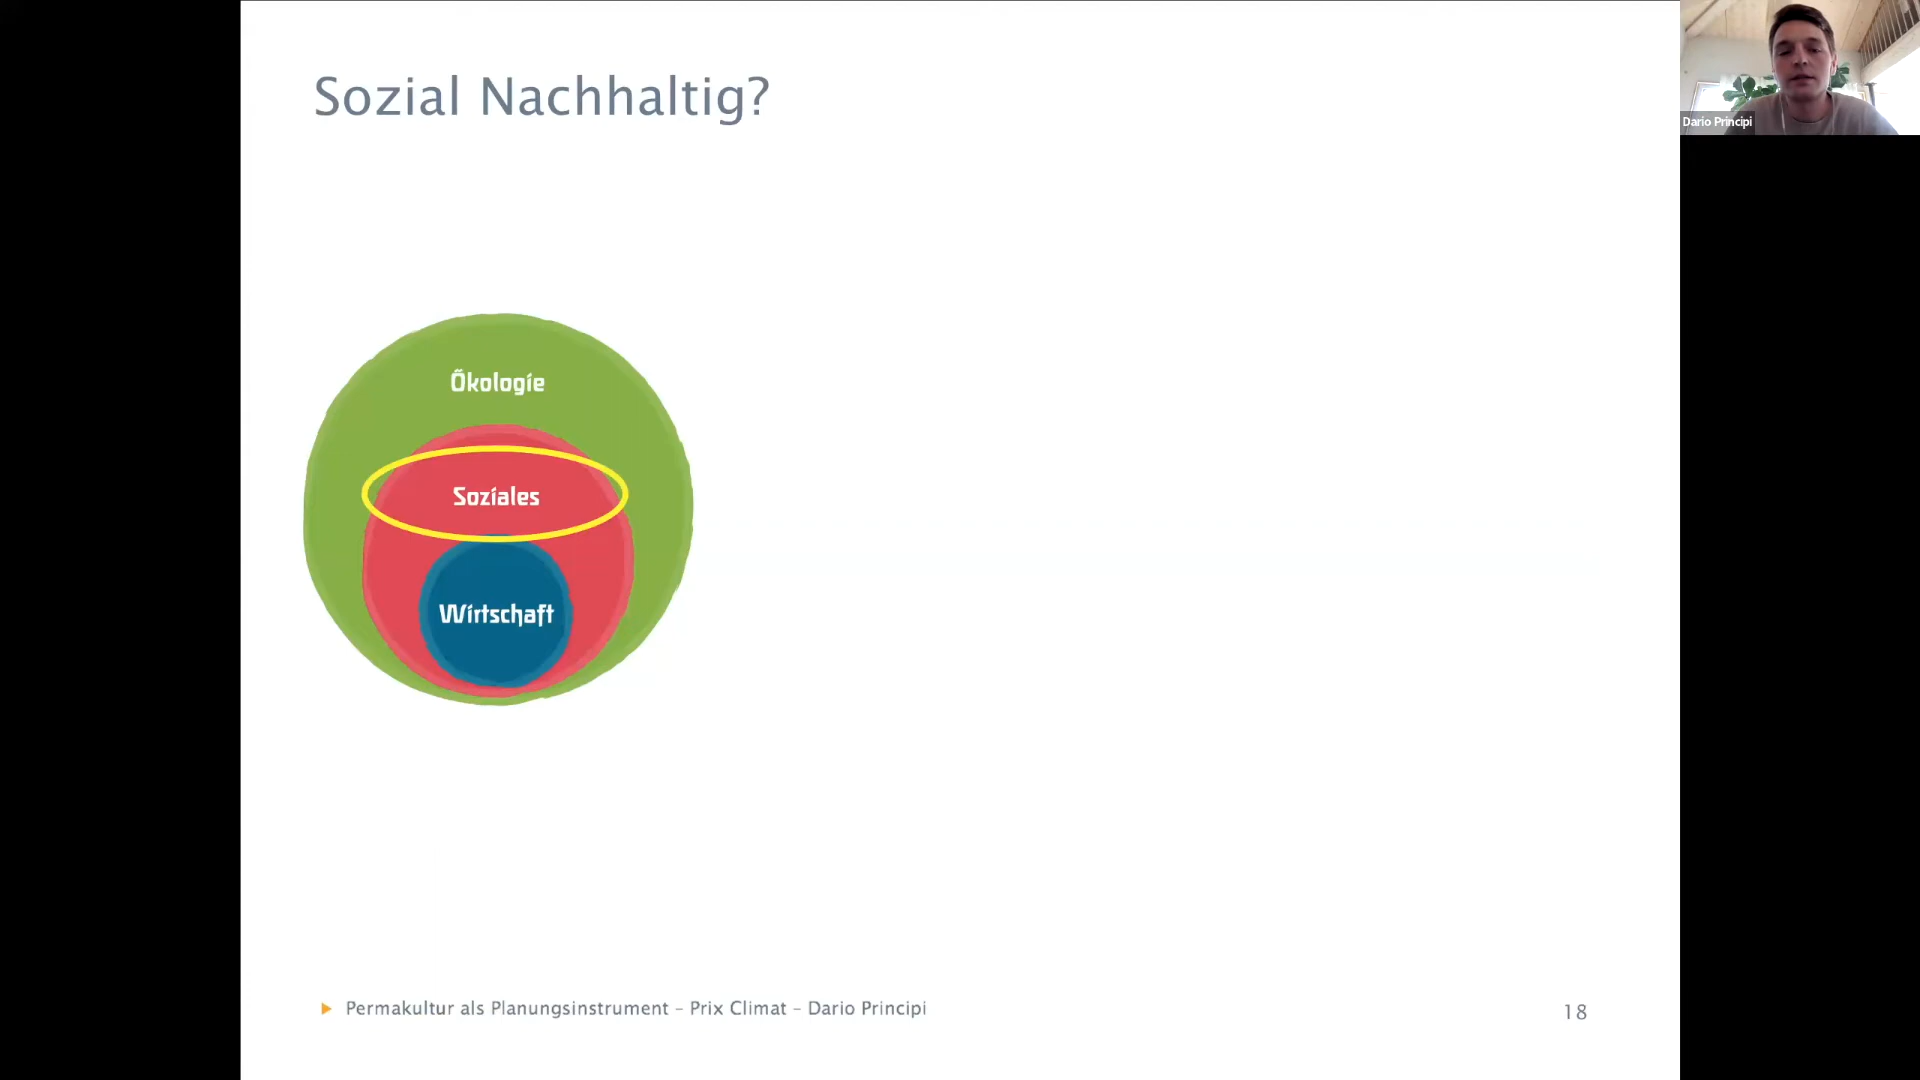 Sozial Nachhaltig?
Dario Principi
Ökologie
Soziales
Wirtschaft
Permakultur als Planungsinstrument – Prix Climat – Dario Principi
18